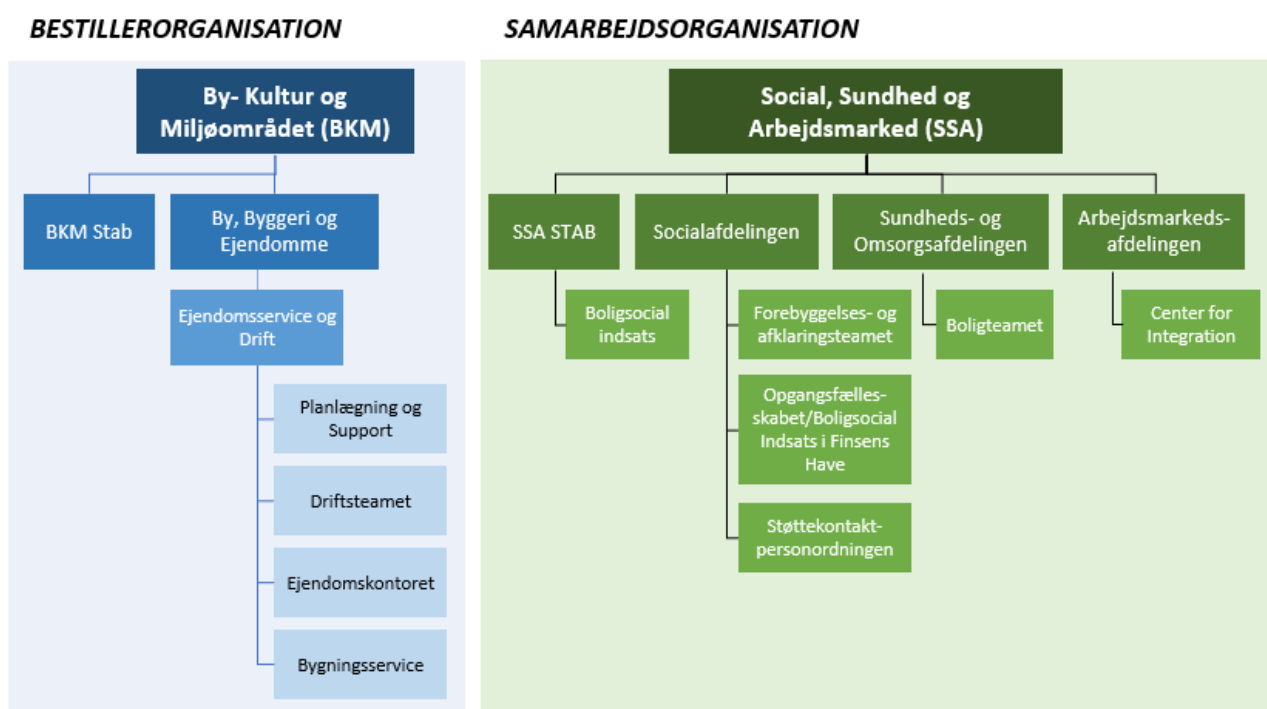 BESTILLERORGANISATION
By- Kultur og
Miljøområdet (BKM)
BKM Stab
By, Byggeri og
Ejendomme
Ejendomsservice og
Drift
Planlægning og
Support
Driftsteamet
Ejendomskontoret
Bygningsservice
SAMARBEJDSORGANISATION
Social, Sundhed og
Arbejdsmarked (SSA)
SSA STAB
Socialafdelingen
Sundheds- og
Omsorgsafdelingen
Arbejdsmarkeds-
afdelingen
Boligsocial
indsats
Forebyggelses- og
afklaringsteamet
Boligteamet
Center for
Integration
Opgangsfælles-
skabet/Boligsocial
Indsats i Finsens
Have
Støttekontakt-
personordningen